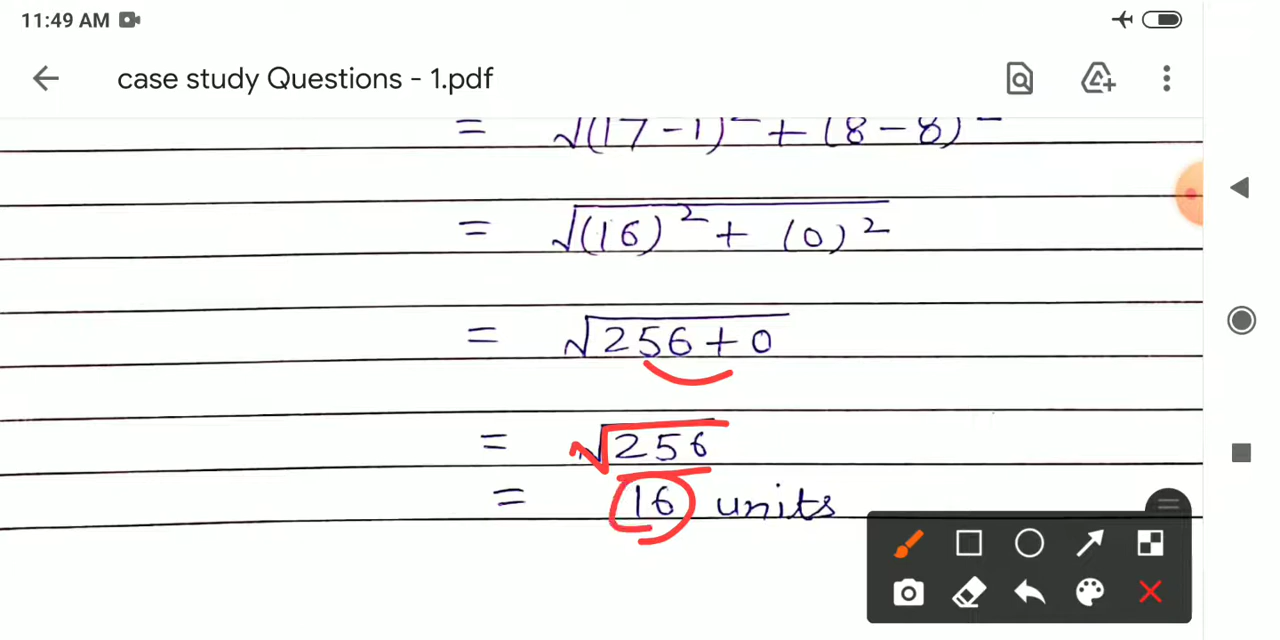 11:49 AM
case study Questions - 1.pdf
= √(17-1)² + (8-8)²
= √(16)² + (0)²
= √256+0
= √256
= 16 units